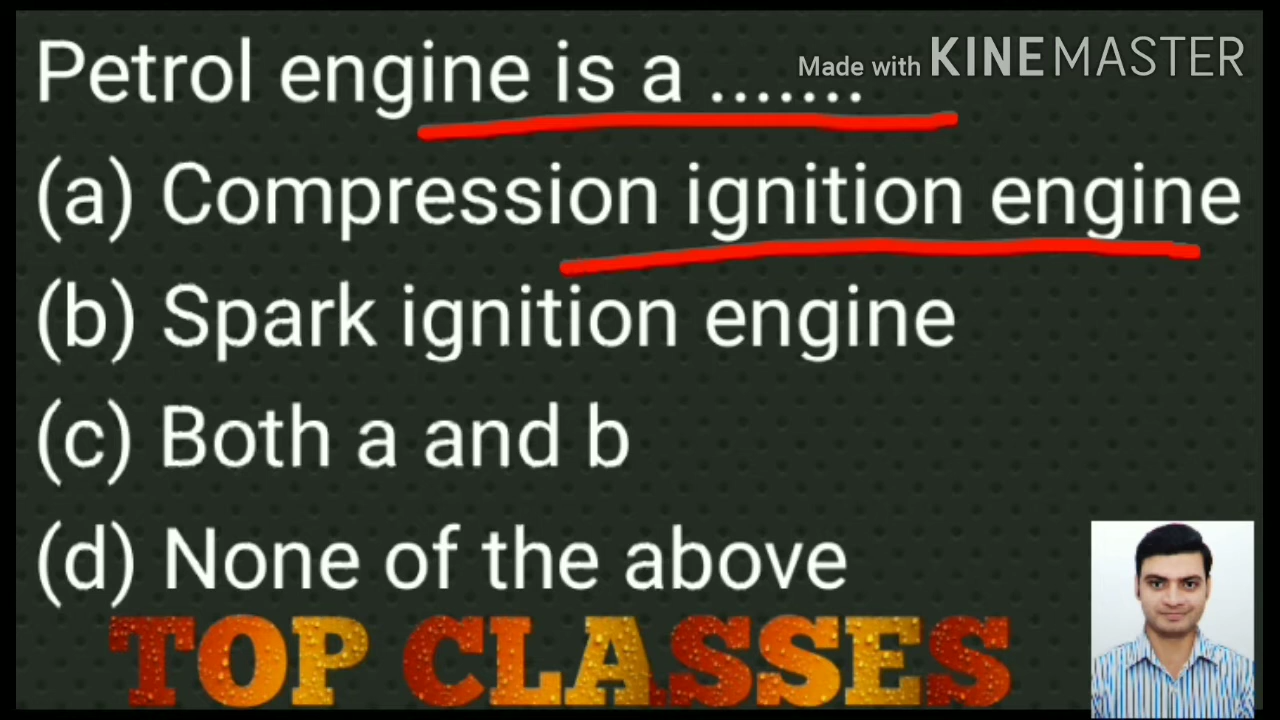 Petrol engine is a .......
Made with KINEMASTER
(a) Compression ignition engine
(b) Spark ignition engine
(c) Both a and b
(d) None of the above
TOP CLASSES